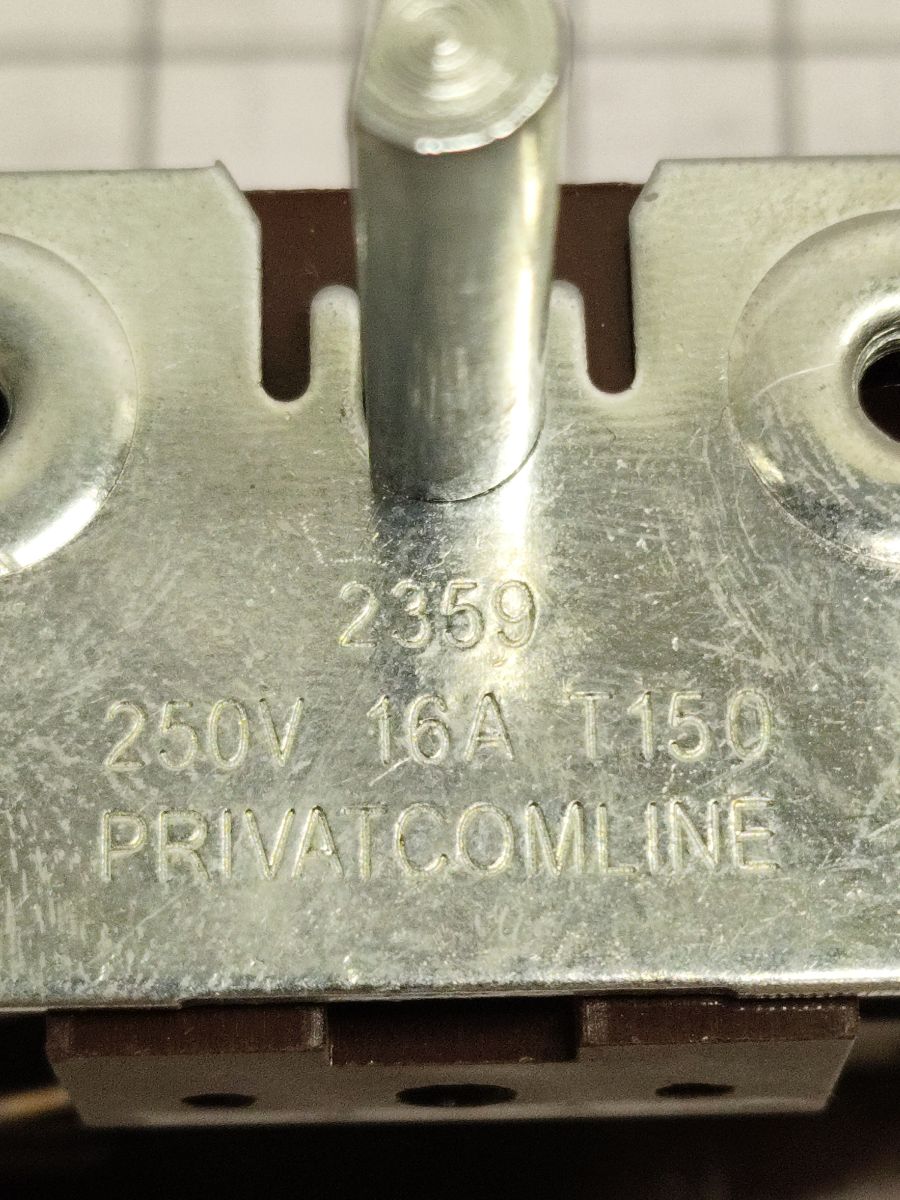 2359
250V 16A T150
PRIVATCOMLINE